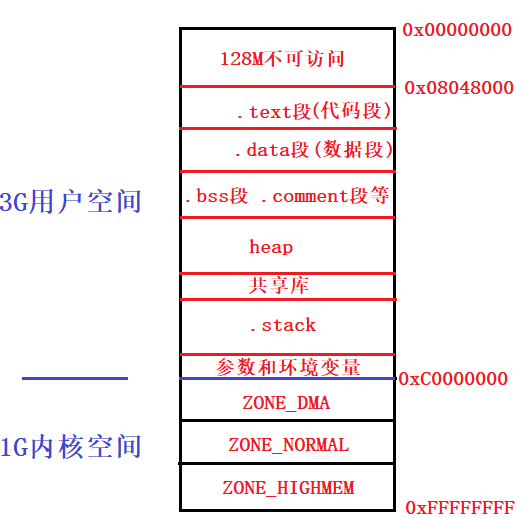 0x00000000
128M不可访问
0x08048000
.text段(代码段)
.data段(数据段)
3G用户空间
.bss段 .comment段等
heap
共享库
.stack
参数和环境变量
0xC0000000
ZONE_DMA
1G内核空间
ZONE_NORMAL
ZONE_HIGHMEM
0xFFFFFFFF